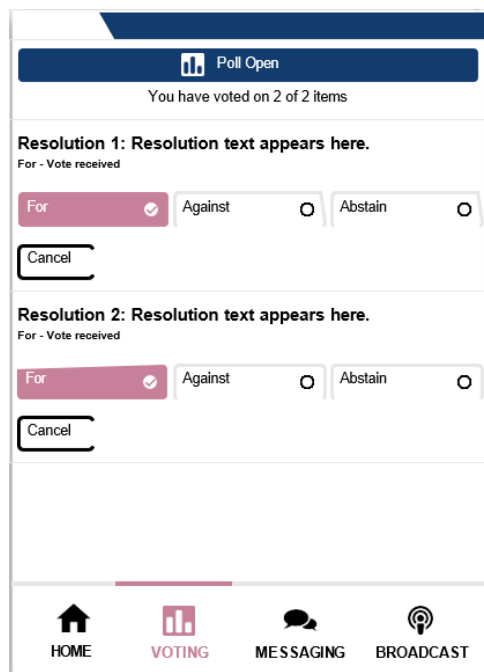 Poll Open
You have voted on 2 of 2 items
Resolution 1: Resolution text appears here.
For - Vote received
For Against Abstain
Cancel
Resolution 2: Resolution text appears here.
For - Vote received
For Against Abstain
Cancel
HOME VOTING MESSAGING BROADCAST